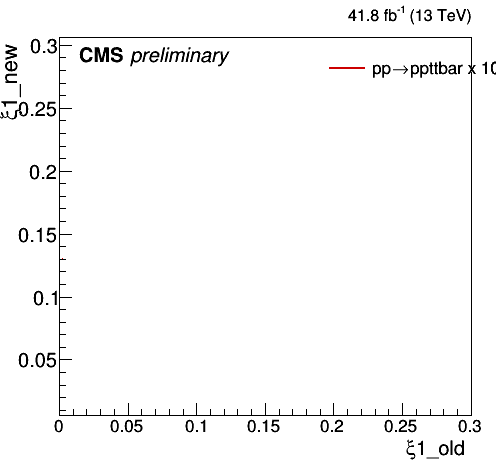 41.8 fb-1 (13 TeV)
CMS preliminary
pp→ppttbar x 10
ξ1_new
0.3
0.25
0.2
0.15
0.1
0.05
0 0.05 0.1 0.15 0.2 0.25 0.3
ξ1_old